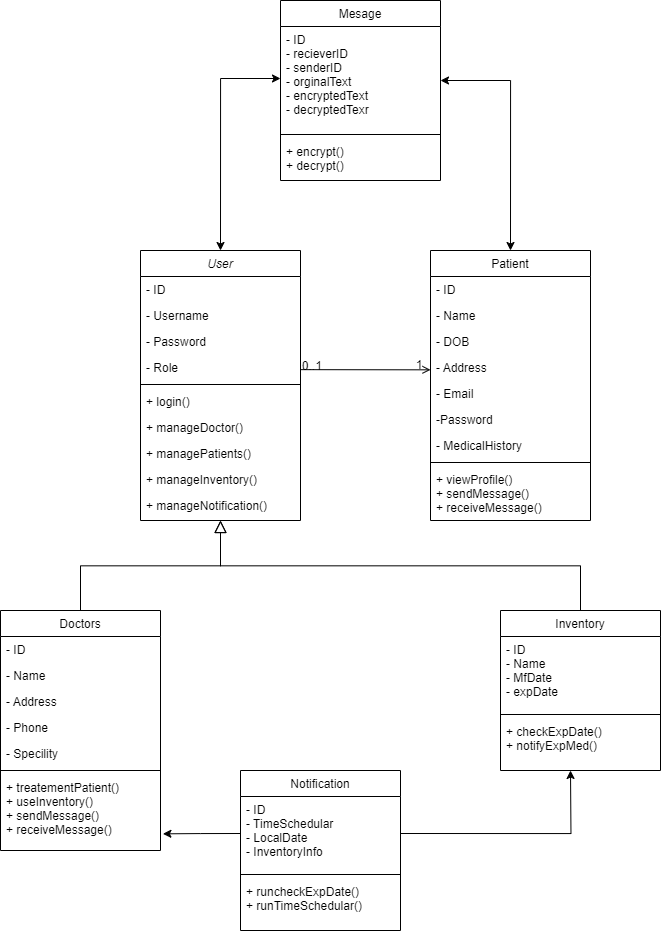 Mesage
- ID
- recieverID
- senderID
- orginalText
- encryptedText
- decryptedTexr
+ encrypt()
+ decrypt()
User
- ID
- Username
- Password
- Role
+ login()
+ manageDoctor()
+ managePatients()
+ manageInventory()
+ manageNotification()
0..1
1
Patient
- ID
- Name
- DOB
- Address
- Email
-Password
- MedicalHistory
+ viewProfile()
+ sendMessage()
+ receiveMessage()
Doctors
- ID
- Name
- Address
- Phone
- Specility
+ treatementPatient()
+ useInventory()
+ sendMessage()
+ receiveMessage()
Notification
- ID
- TimeSchedular
- LocalDate
- InventoryInfo
+ runcheckExpDate()
+ runTimeSchedular()
Inventory
- ID
- Name
- MfDate
- expDate
+ checkExpDate()
+ notifyExpMed()